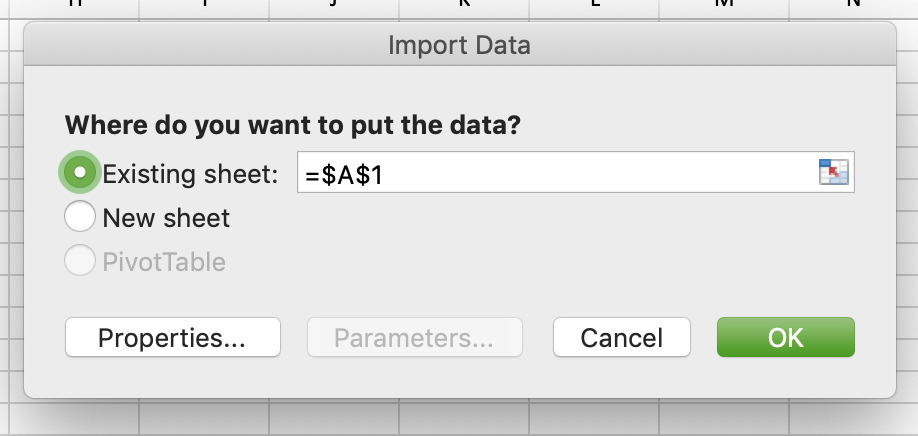 H I J K L M N
Import Data
Where do you want to put the data?
Existing sheet: =$A$1
New sheet
PivotTable
Properties... Parameters... Cancel OK